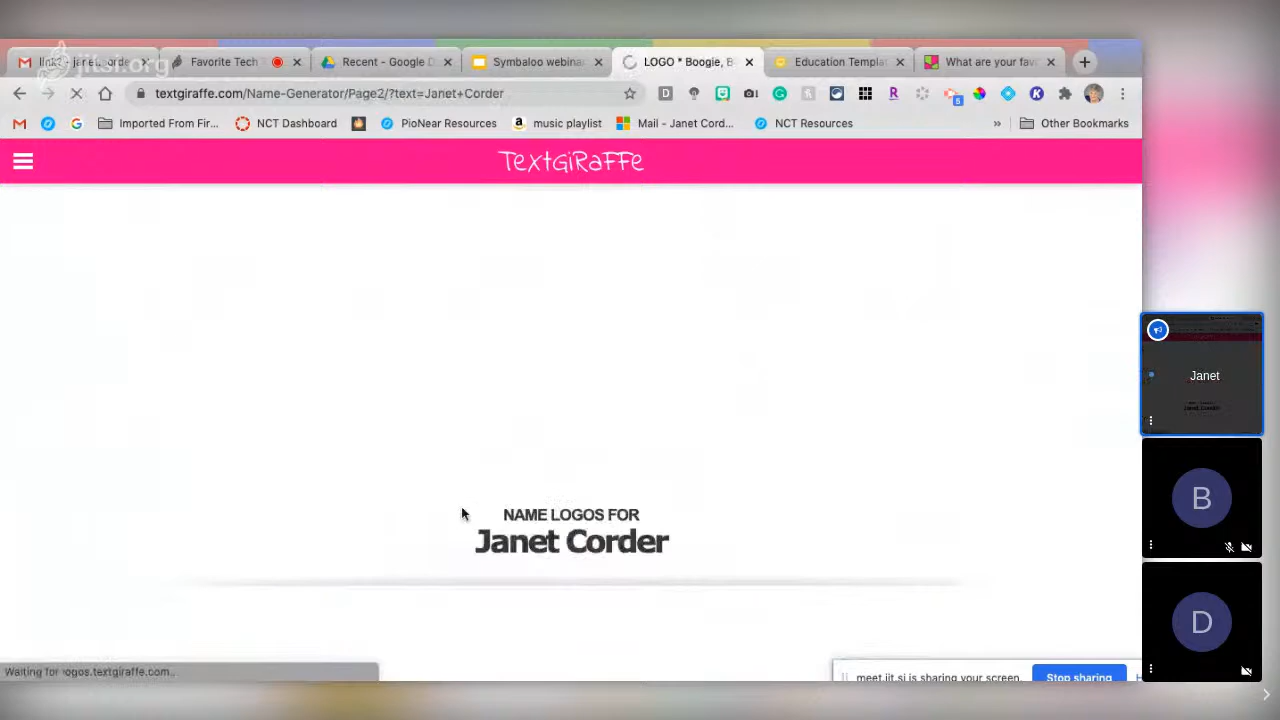 jitsi.org
Favorite Tech
Recent - Google D
Symbaloo webina
LOGO * Boogie, B
Education Templa
What are your fav
textgiraffe.com/Name-Generator/Page2/?text=Janet+Corder
5
Imported From Fir...
NCT Dashboard
PioNear Resources
music playlist
Mail - Janet Cord...
NCT Resources
»
Other Bookmarks
TextGiRaFFe
Janet
NAME LOGOS FOR
Janet Corder
B
D
Waiting for logos.textgiraffe.com...
meet.jit.si is sharing your screen.
Stop sharing